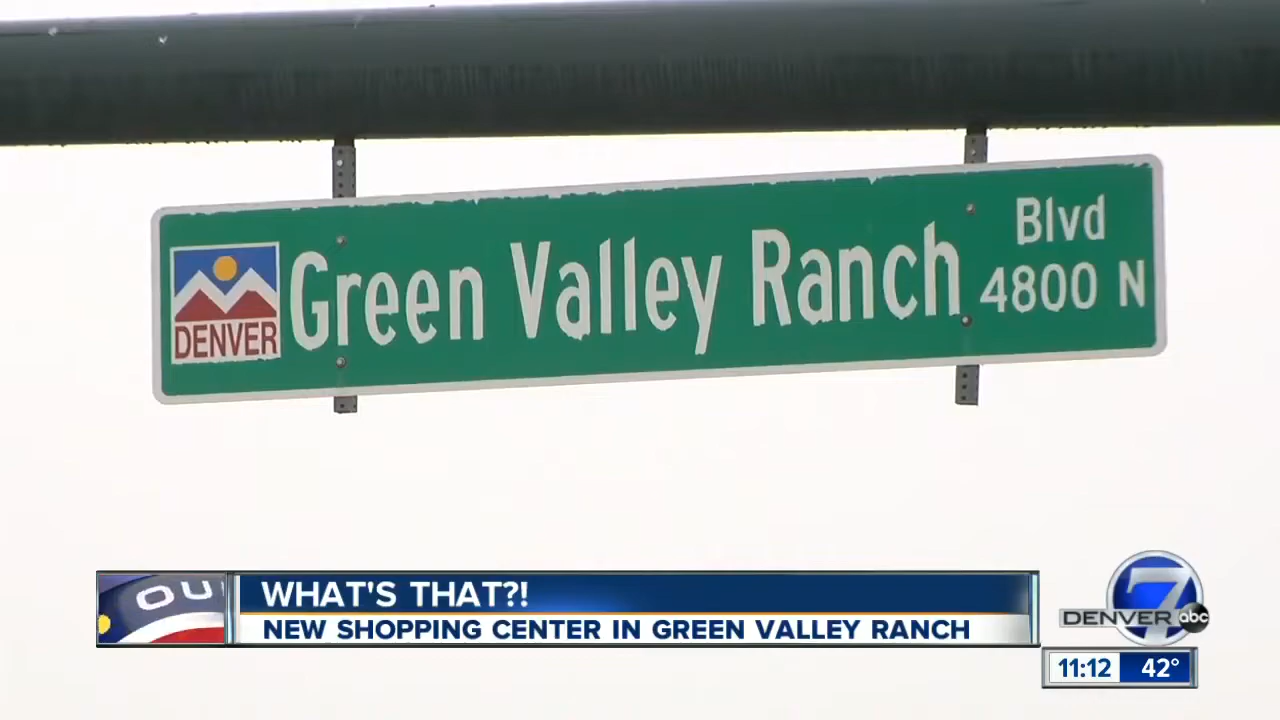 Green Valley Ranch Blvd
4800 N
DENVER
WHAT'S THAT?!
NEW SHOPPING CENTER IN GREEN VALLEY RANCH
OU
DENVER 7 abc
11:12 42°